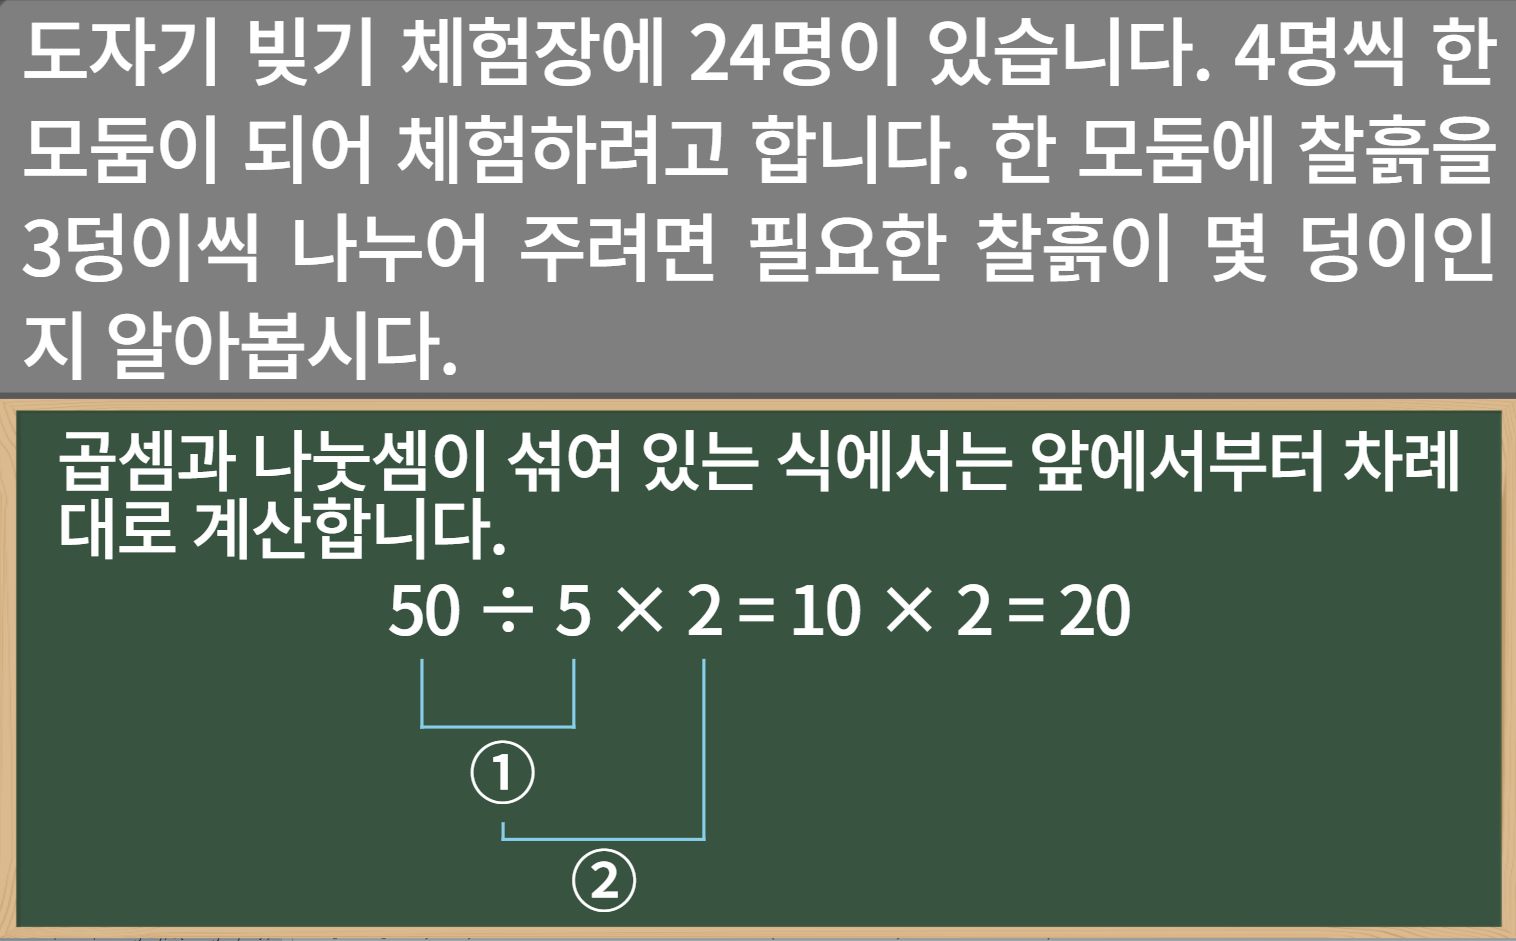 도자기 빚기 체험장에 24명이 있습니다. 4명씩 한
모둠이 되어 체험하려고 합니다. 한 모둠에 찰흙을
3덩이씩 나누어 주려면 필요한 찰흙이 몇 덩이인
지 알아봅시다.
곱셈과 나눗셈이 섞여 있는 식에서는 앞에서부터 차례
대로 계산합니다.
50 ÷ 5 × 2 = 10 × 2 = 20
①
②